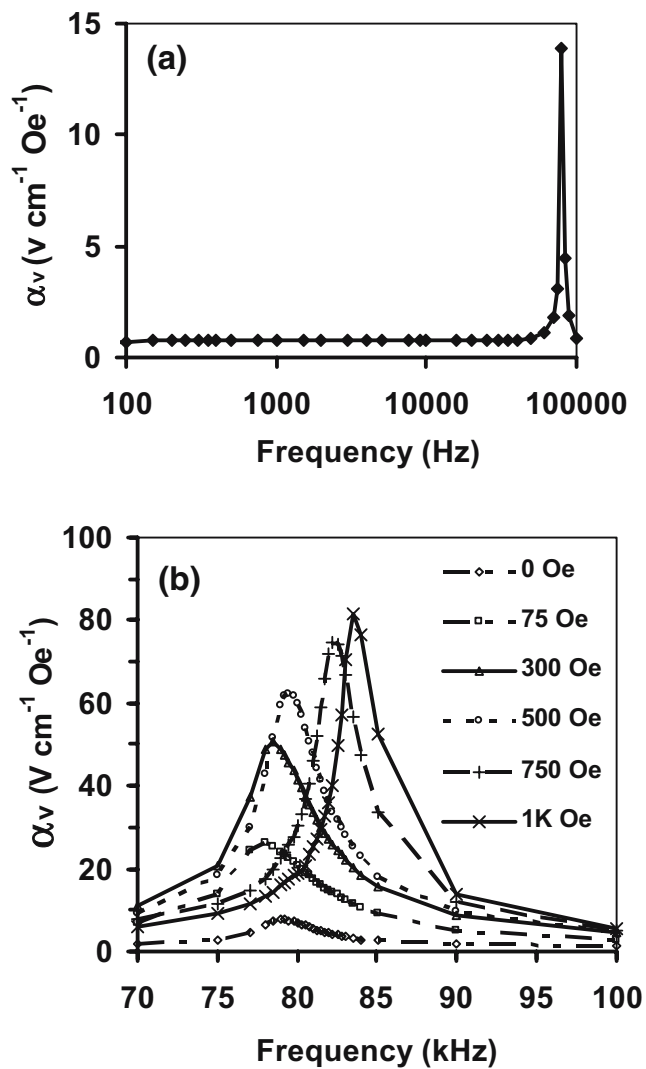 15
(a)
10
5
0
αv (v cm-1 Oe-1)
100 1000 10000 100000
Frequency (Hz)
100
(b)
80
60
40
20
0
αv (V cm-1 Oe-1)
0 Oe
75 Oe
300 Oe
500 Oe
750 Oe
1K Oe
70 75 80 85 90 95 100
Frequency (kHz)